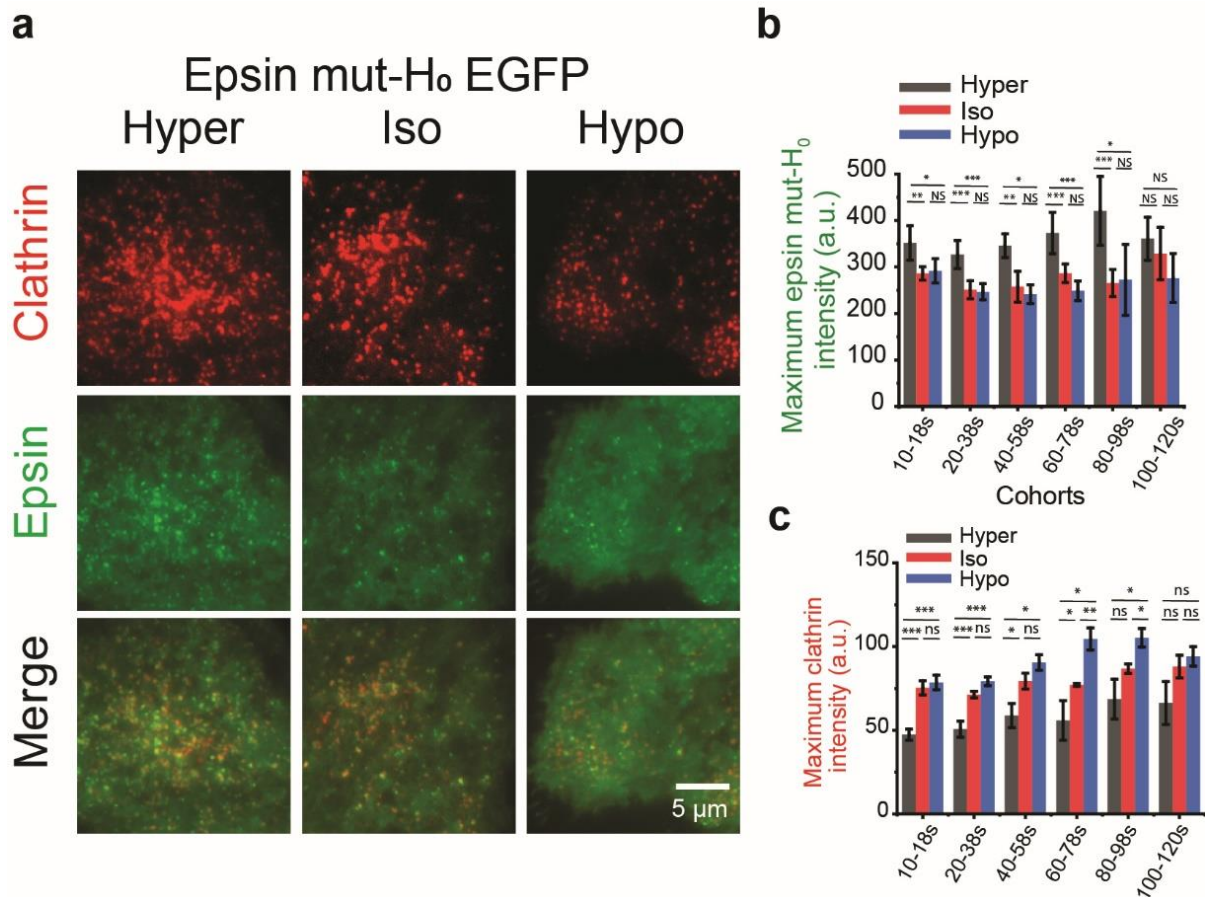 a
Epsin mut-H₀ EGFP
Hyper Iso Hypo
Clathrin
Epsin
Merge
5 µm
b
Hyper
Iso
Hypo
Maximum epsin mut-H₀
intensity (a.u.)
500
400
300
200
100
0
* *** * *** * NS
** NS *** NS ** NS *** NS *** NS NS NS
10-18s 20-38s 40-58s 60-78s 80-98s 100-120s
Cohorts
c
Hyper
Iso
Hypo
Maximum clathrin
intensity (a.u.)
150
100
50
0
*** *** * * * ns
*** ns *** ns * ns * ** ns * ns ns
10-18s 20-38s 40-58s 60-78s 80-98s 100-120s